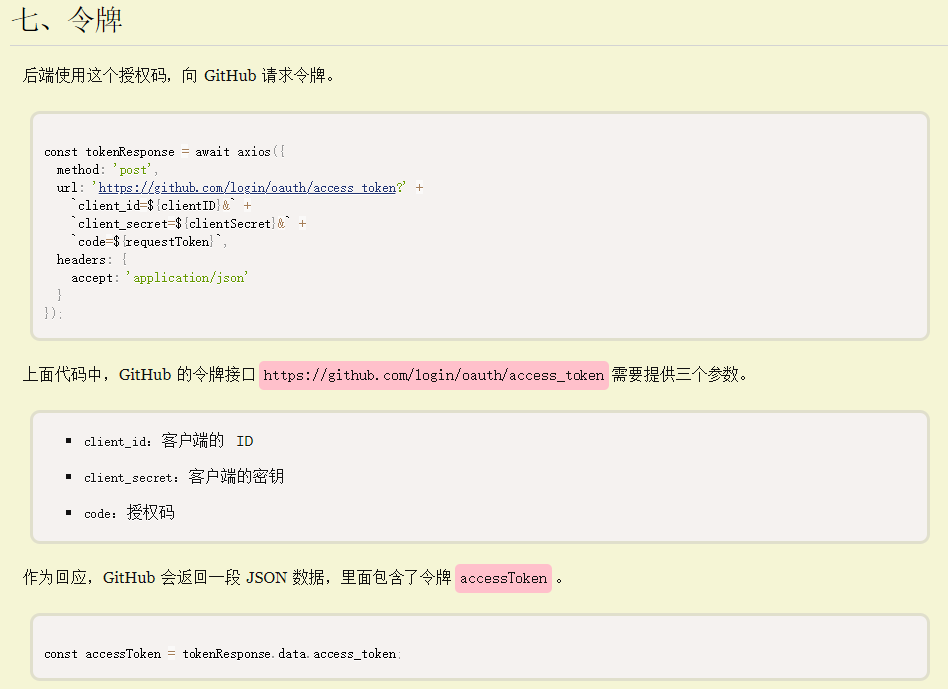 七、令牌
后端使用这个授权码，向 GitHub 请求令牌。
const tokenResponse = await axios({
  method: 'post',
  url: 'https://github.com/login/oauth/access_token?' +
    `client_id=${clientID}&` +
    `client_secret=${clientSecret}&` +
    `code=${requestToken}`,
  headers: {
    accept: 'application/json'
  }
});
上面代码中，GitHub 的令牌接口 https://github.com/login/oauth/access_token 需要提供三个参数。
▪ client_id：客户端的 ID
▪ client_secret：客户端的密钥
▪ code：授权码
作为回应，GitHub 会返回一段 JSON 数据，里面包含了令牌 accessToken 。
const accessToken = tokenResponse.data.access_token;